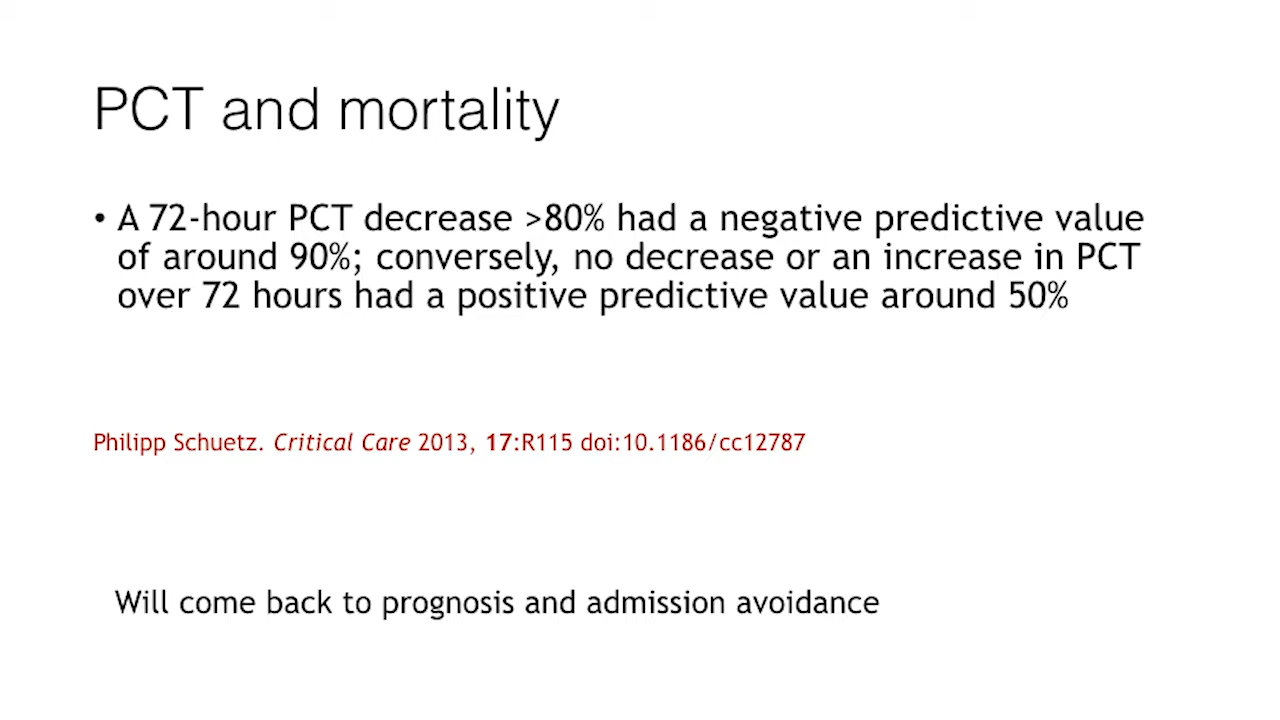 PCT and mortality
• A 72-hour PCT decrease >80% had a negative predictive value
of around 90%; conversely, no decrease or an increase in PCT
over 72 hours had a positive predictive value around 50%
Philipp Schuetz. Critical Care 2013, 17:R115 doi:10.1186/cc12787
Will come back to prognosis and admission avoidance